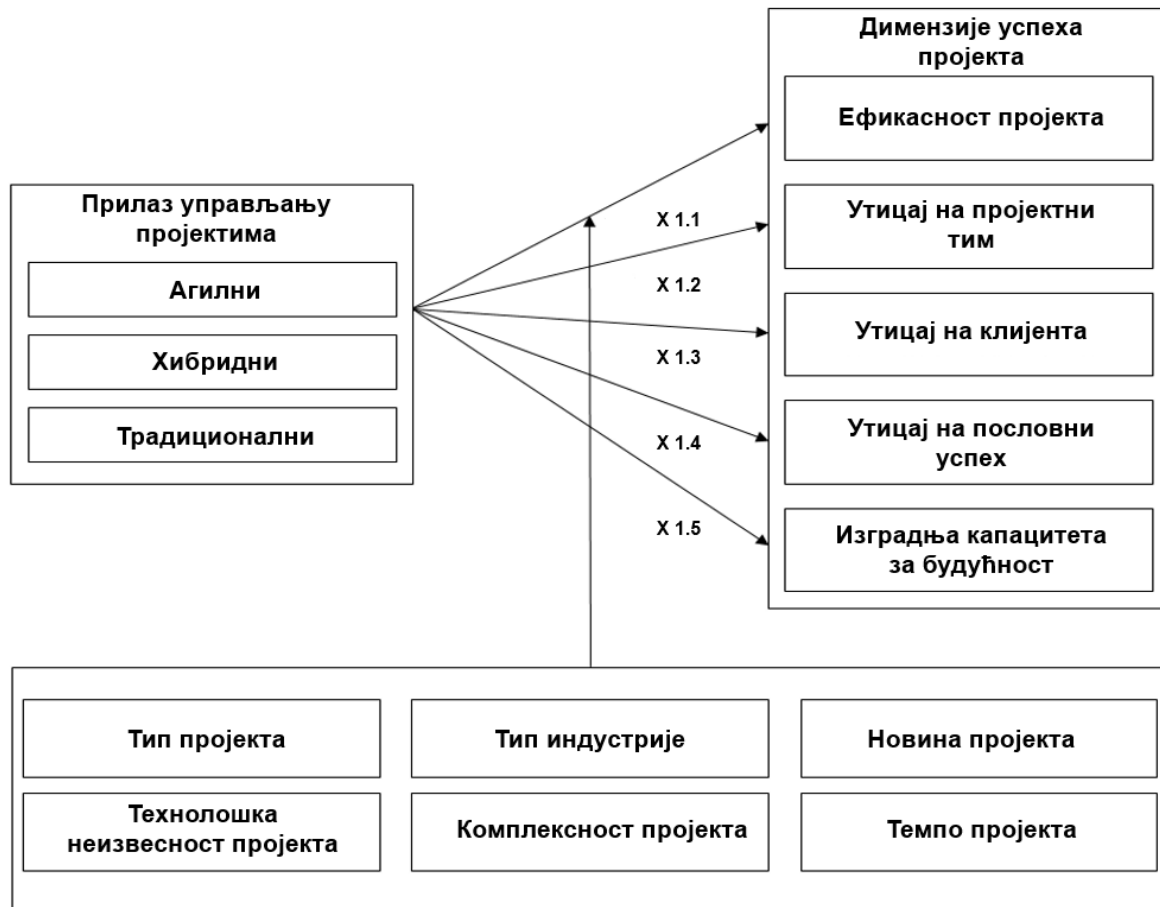 Димензије успеха
пројекта
Ефикасност пројекта
Прилаз управљању
пројектима
Утицај на пројектни
тим
Х 1.1
Агилни
Х 1.2
Утицај на клијента
Хибридни
Х 1.3
Традиционални
Утицај на пословни
успех
Х 1.4
Х 1.5
Изградња капацитета
за будућност
Тип пројекта
Тип индустрије
Новина пројекта
Технолошка
неизвесност пројекта
Комплексност пројекта
Темпо пројекта